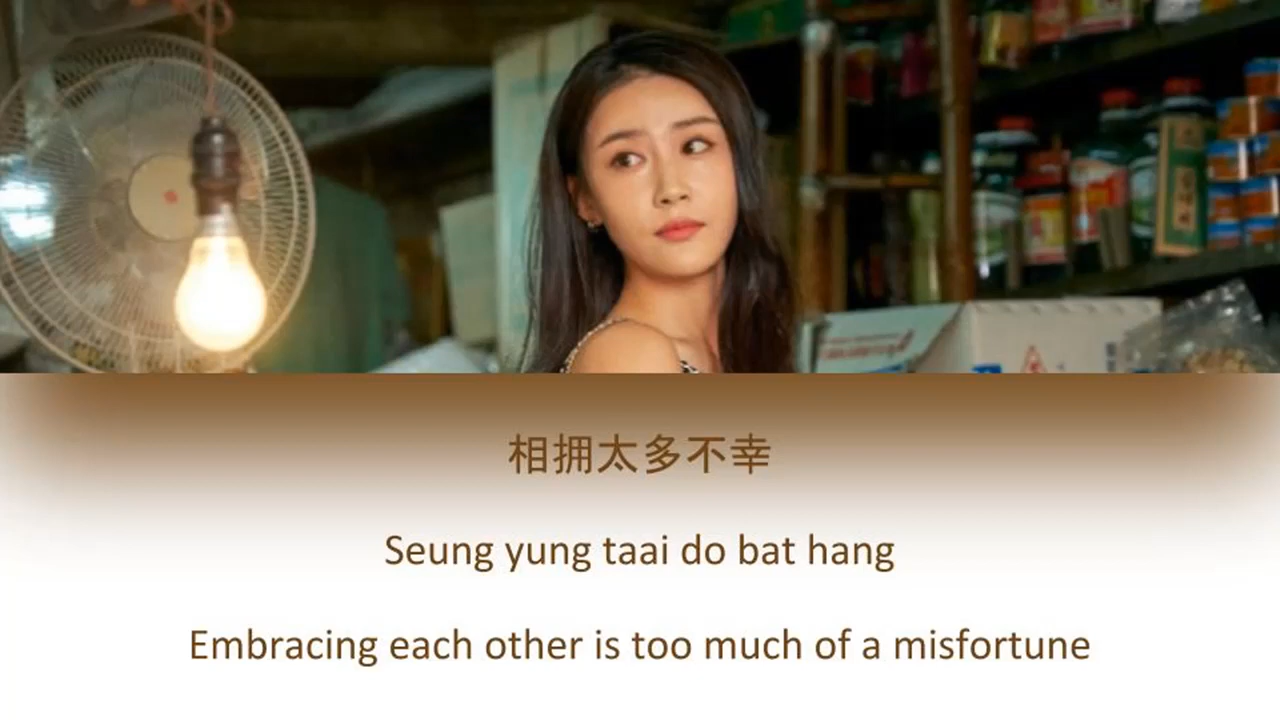 相拥太多不幸
Seung yung taai do bat hang
Embracing each other is too much of a misfortune